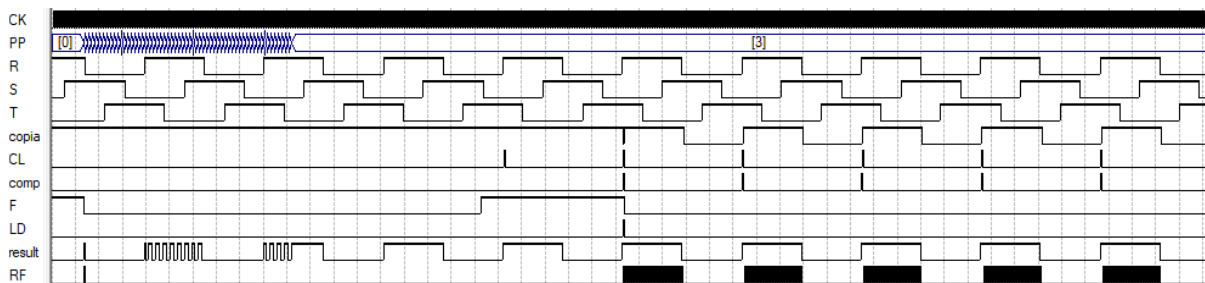 CK
PP [0] [3]
R
S
T
copia
CL
comp
F
LD
result
RF